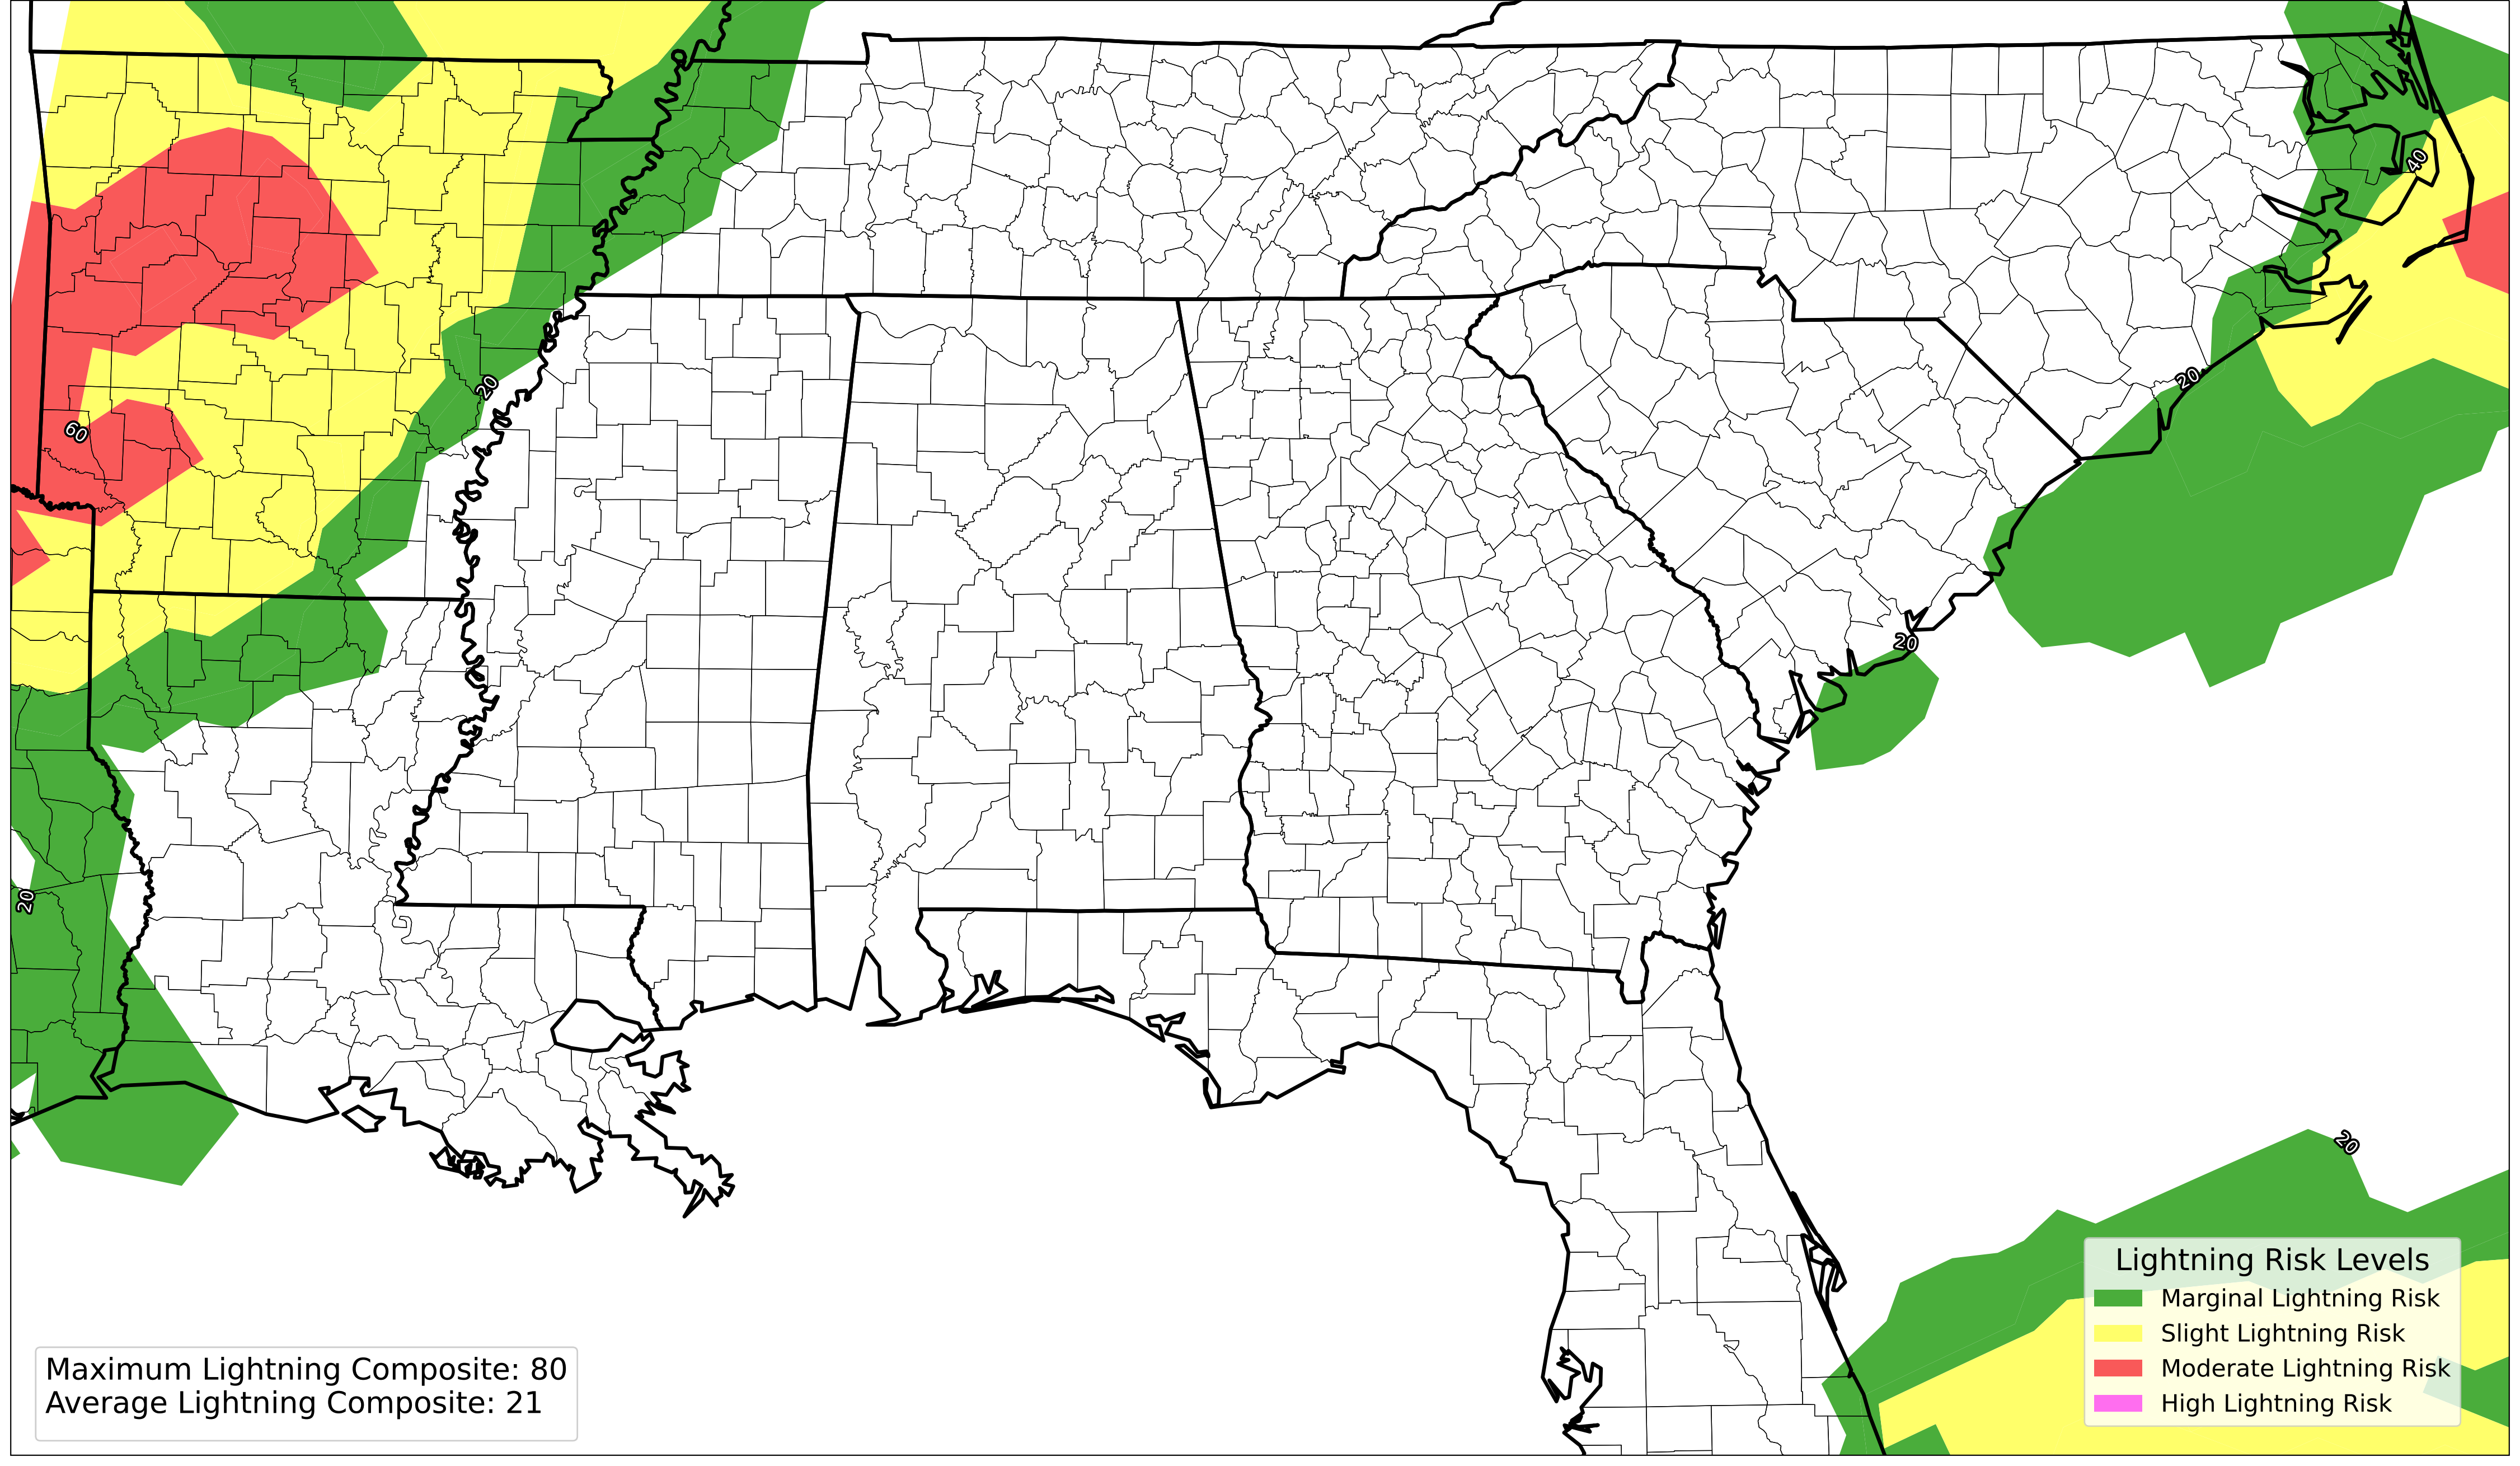 40
20
20
60
20
20
20
Lightning Risk Levels
Marginal Lightning Risk
Slight Lightning Risk
Moderate Lightning Risk
High Lightning Risk
Maximum Lightning Composite: 80
Average Lightning Composite: 21